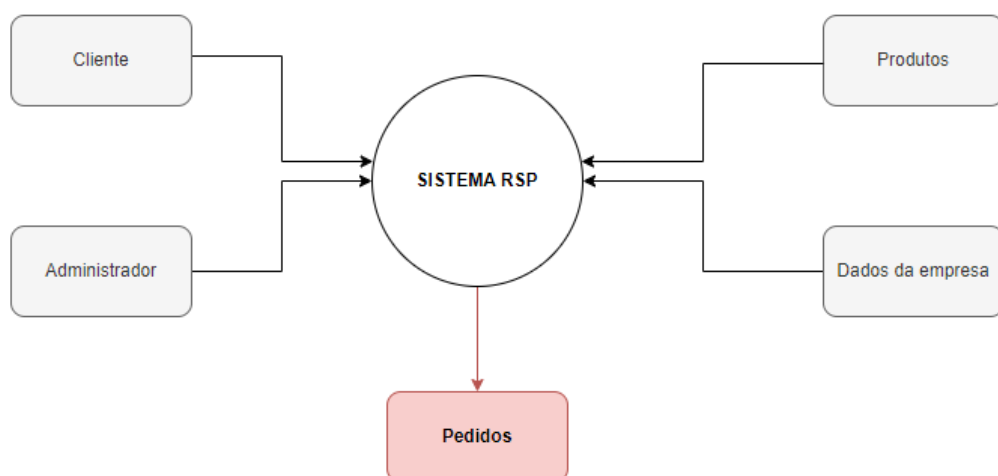 Cliente
Produtos
SISTEMA RSP
Administrador
Dados da empresa
Pedidos